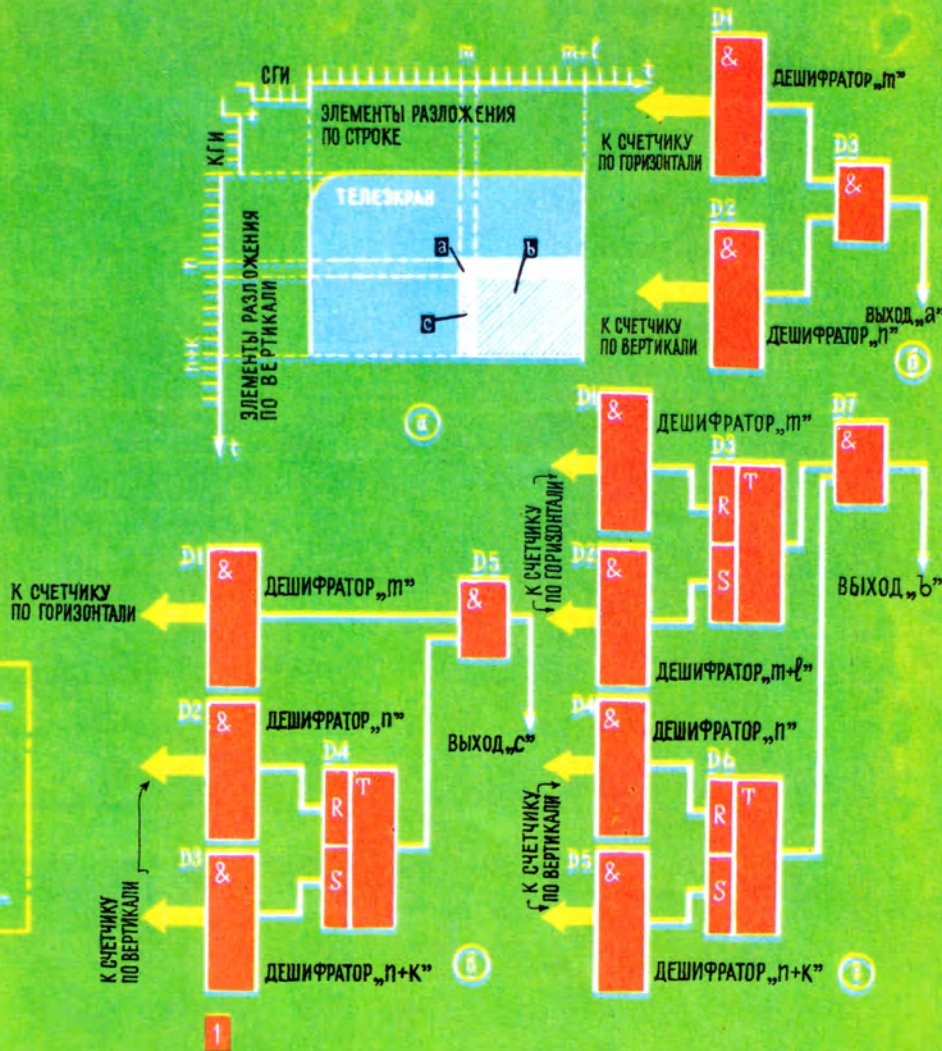 m
m+ℓ
t
СГИ
ЭЛЕМЕНТЫ РАЗЛОЖЕНИЯ
ПО СТРОКЕ
КГИ
ТЕЛЕЭКРАН
a
b
c
n
n+к
ЭЛЕМЕНТЫ РАЗЛОЖЕНИЯ
ПО ВЕРТИКАЛИ
t
а
D1
&
ДЕШИФРАТОР „m”
К СЧЕТЧИКУ
ПО ГОРИЗОНТАЛИ
D3
&
D2
&
К СЧЕТЧИКУ
ПО ВЕРТИКАЛИ
ДЕШИФРАТОР „n”
ВЫХОД „a”
б
D1
&
К СЧЕТЧИКУ
ПО ГОРИЗОНТАЛИ
ДЕШИФРАТОР „m”
D5
&
D2
&
ДЕШИФРАТОР „n”
D4
R
T
S
ВЫХОД „c”
D3
&
К СЧЕТЧИКУ
ПО ВЕРТИКАЛИ
ДЕШИФРАТОР „n+к”
в
D1
&
ДЕШИФРАТОР „m”
D3
R
T
S
D7
&
К СЧЕТЧИКУ
ПО ГОРИЗОНТАЛИ
D2
&
ВЫХОД „b”
ДЕШИФРАТОР „m+ℓ”
D4
&
ДЕШИФРАТОР „n”
D6
R
T
S
К СЧЕТЧИКУ
ПО ВЕРТИКАЛИ
D5
&
ДЕШИФРАТОР „n+к”
г
1